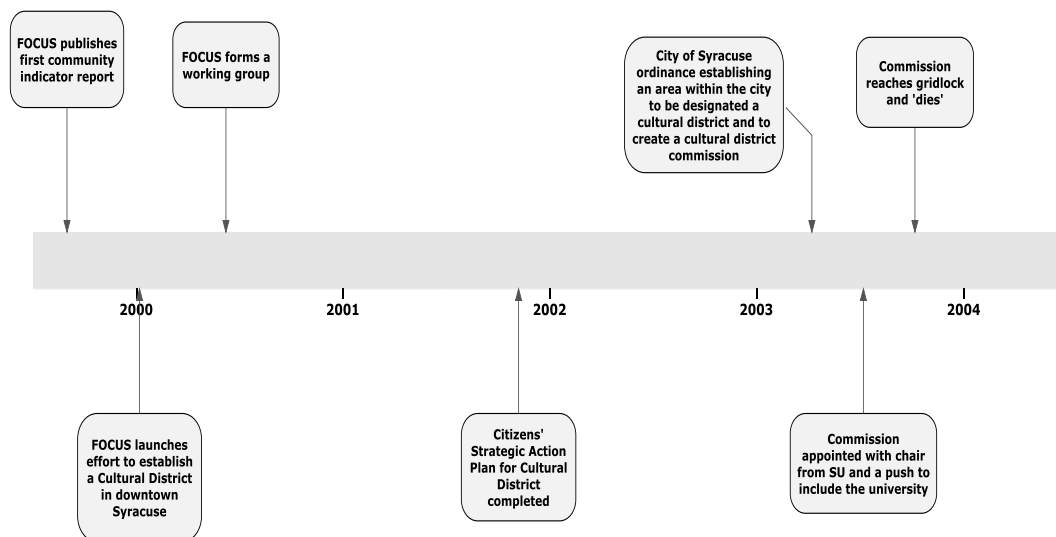 FOCUS publishes
first community
indicator report
FOCUS forms a
working group
City of Syracuse
ordinance establishing
an area within the city
to be designated a
cultural district and to
create a cultural district
commission
Commission
reaches gridlock
and 'dies'
2000
2001
2002
2003
2004
FOCUS launches
effort to establish
a Cultural District
in downtown
Syracuse
Citizens'
Strategic Action
Plan for Cultural
District
completed
Commission
appointed with chair
from SU and a push to
include the university